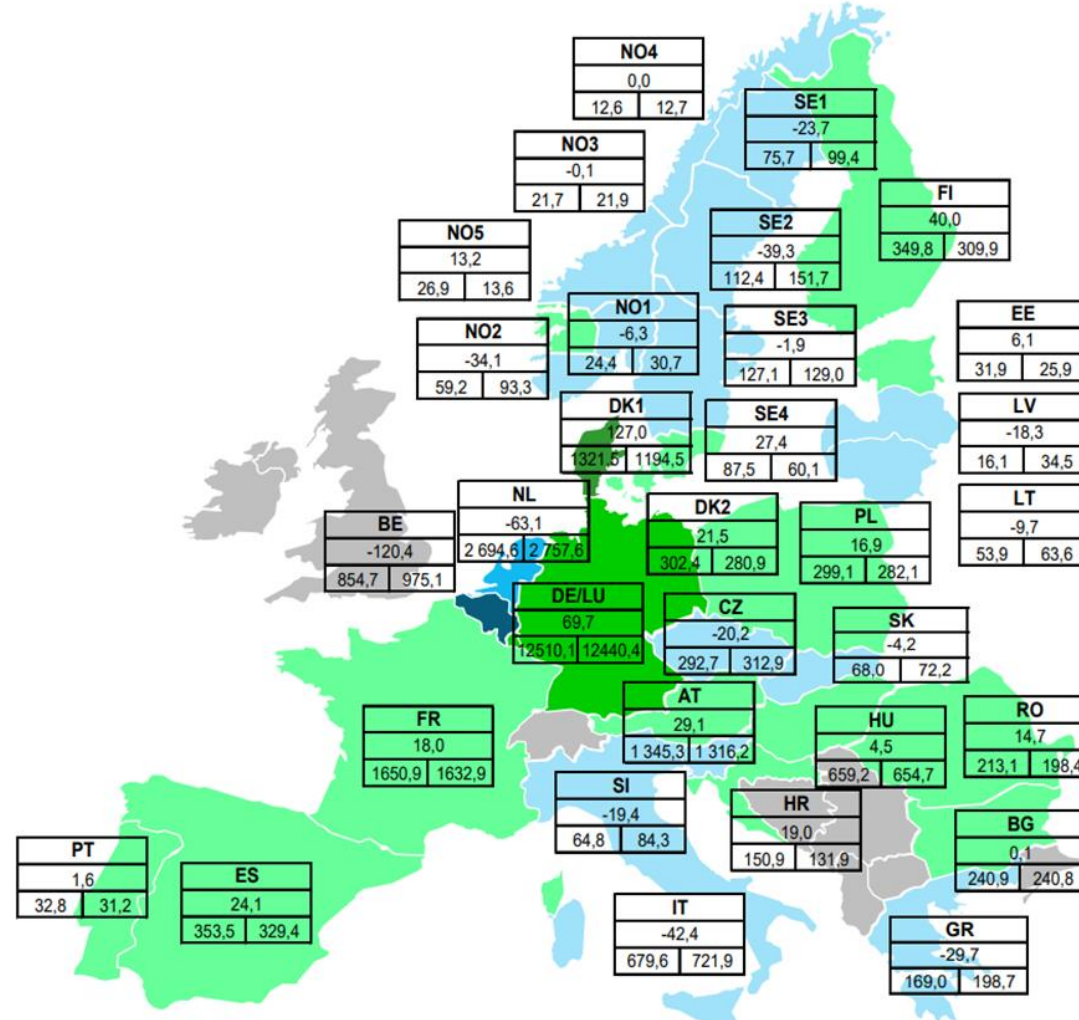 NO4
0,0
12,6 12,7
SE1
-23,7
75,7 99,4
NO3
-0,1
21,7 21,9
FI
40,0
349,8 309,9
SE2
-39,3
112,4 151,7
NO5
13,2
26,9 13,6
NO1
-6,3
24,4 30,7
SE3
-1,9
127,1 129,0
EE
6,1
31,9 25,9
NO2
-34,1
59,2 93,3
DK1
127,0
1321,5 1194,5
SE4
27,4
87,5 60,1
LV
-18,3
16,1 34,5
NL
-63,1
2 694,6 2 757,6
LT
-9,7
53,9 63,6
DK2
21,5
302,4 280,9
PL
16,9
299,1 282,1
BE
-120,4
854,7 975,1
DE/LU
69,7
12510,1 12440,4
CZ
-20,2
292,7 312,9
SK
-4,2
68,0 72,2
AT
29,1
1 345,3 1 316,2
FR
18,0
1650,9 1632,9
HU
4,5
659,2 654,7
RO
14,7
213,1 198,4
SI
-19,4
64,8 84,3
HR
19,0
150,9 131,9
BG
0,1
240,9 240,8
PT
1,6
32,8 31,2
ES
24,1
353,5 329,4
IT
-42,4
679,6 721,9
GR
-29,7
169,0 198,7